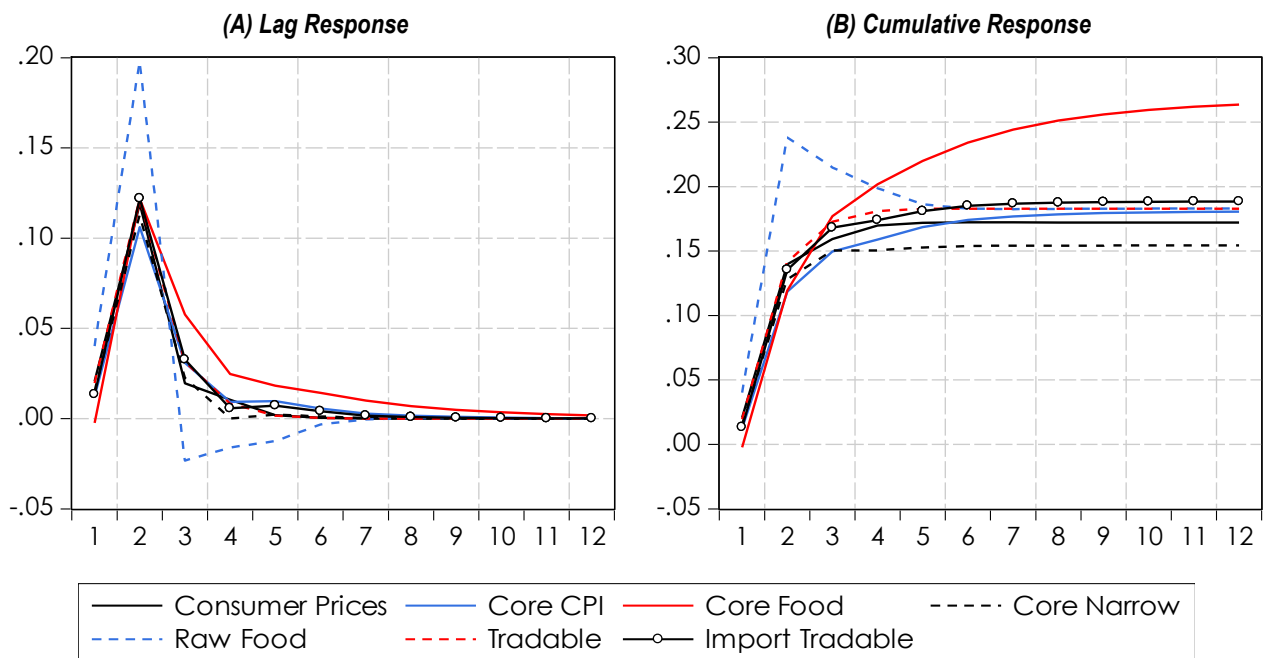 (A) Lag Response
.20
.15
.10
.05
.00
-.05
1 2 3 4 5 6 7 8 9 10 11 12
(B) Cumulative Response
.30
.25
.20
.15
.10
.05
.00
-.05
1 2 3 4 5 6 7 8 9 10 11 12
Consumer Prices Core CPI Core Food Core Narrow
Raw Food Tradable Import Tradable